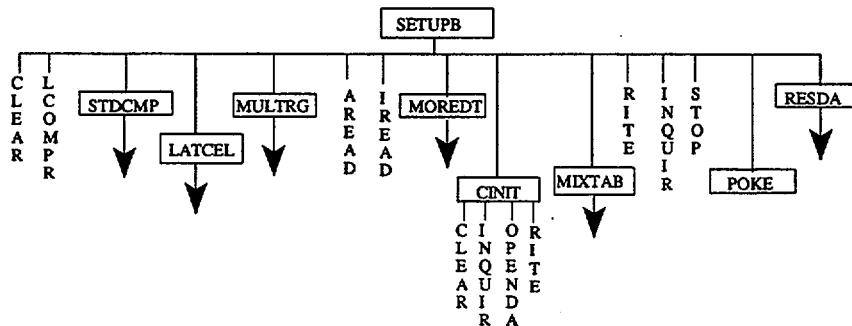 SETUPB
CLEAR
LCOMPR
STDCMP
LATCEL
MULTRG
AREAD
IREAD
MOREDT
CINIT
CLEAR
INQUIR
OPENDA
RITE
MIXTAB
RITE
INQUIR
STOP
POKE
RESDA